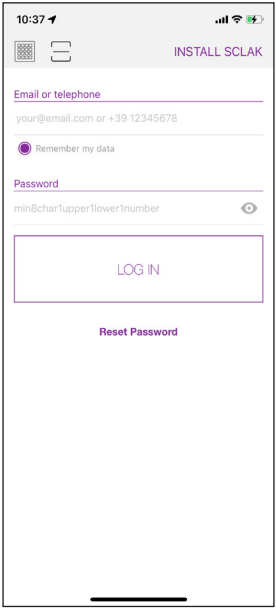 10:37
INSTALL SCLAK
Email or telephone
your@email.com or +39 12345678
Remember my data
Password
min8char1upper1lower1number
LOG IN
Reset Password